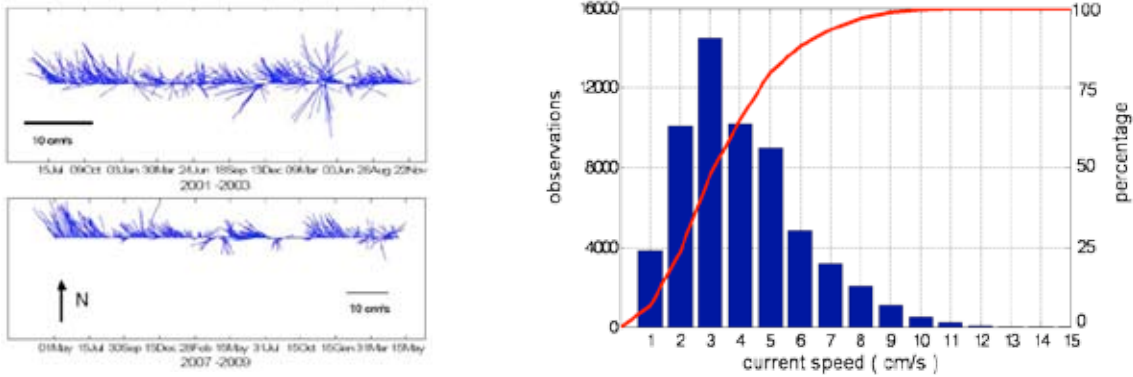 10 cm/s
15Jul 09Oct 03Jan 30Mar 24Jun 18Sep 13Dec 09Mar 03Jun 26Aug 22Nov
2001 -2003
N
10 cm/s
01May 15Jul 30Sep 15Dec 28Feb 15May 31Jul 15Oct 15Gen 31Mar 15May
2007 -2009
16000
12000
8000
4000
0
observations
100
75
50
25
0
percentage
1 2 3 4 5 6 7 8 9 10 11 12 13 14 15
current speed ( cm/s )